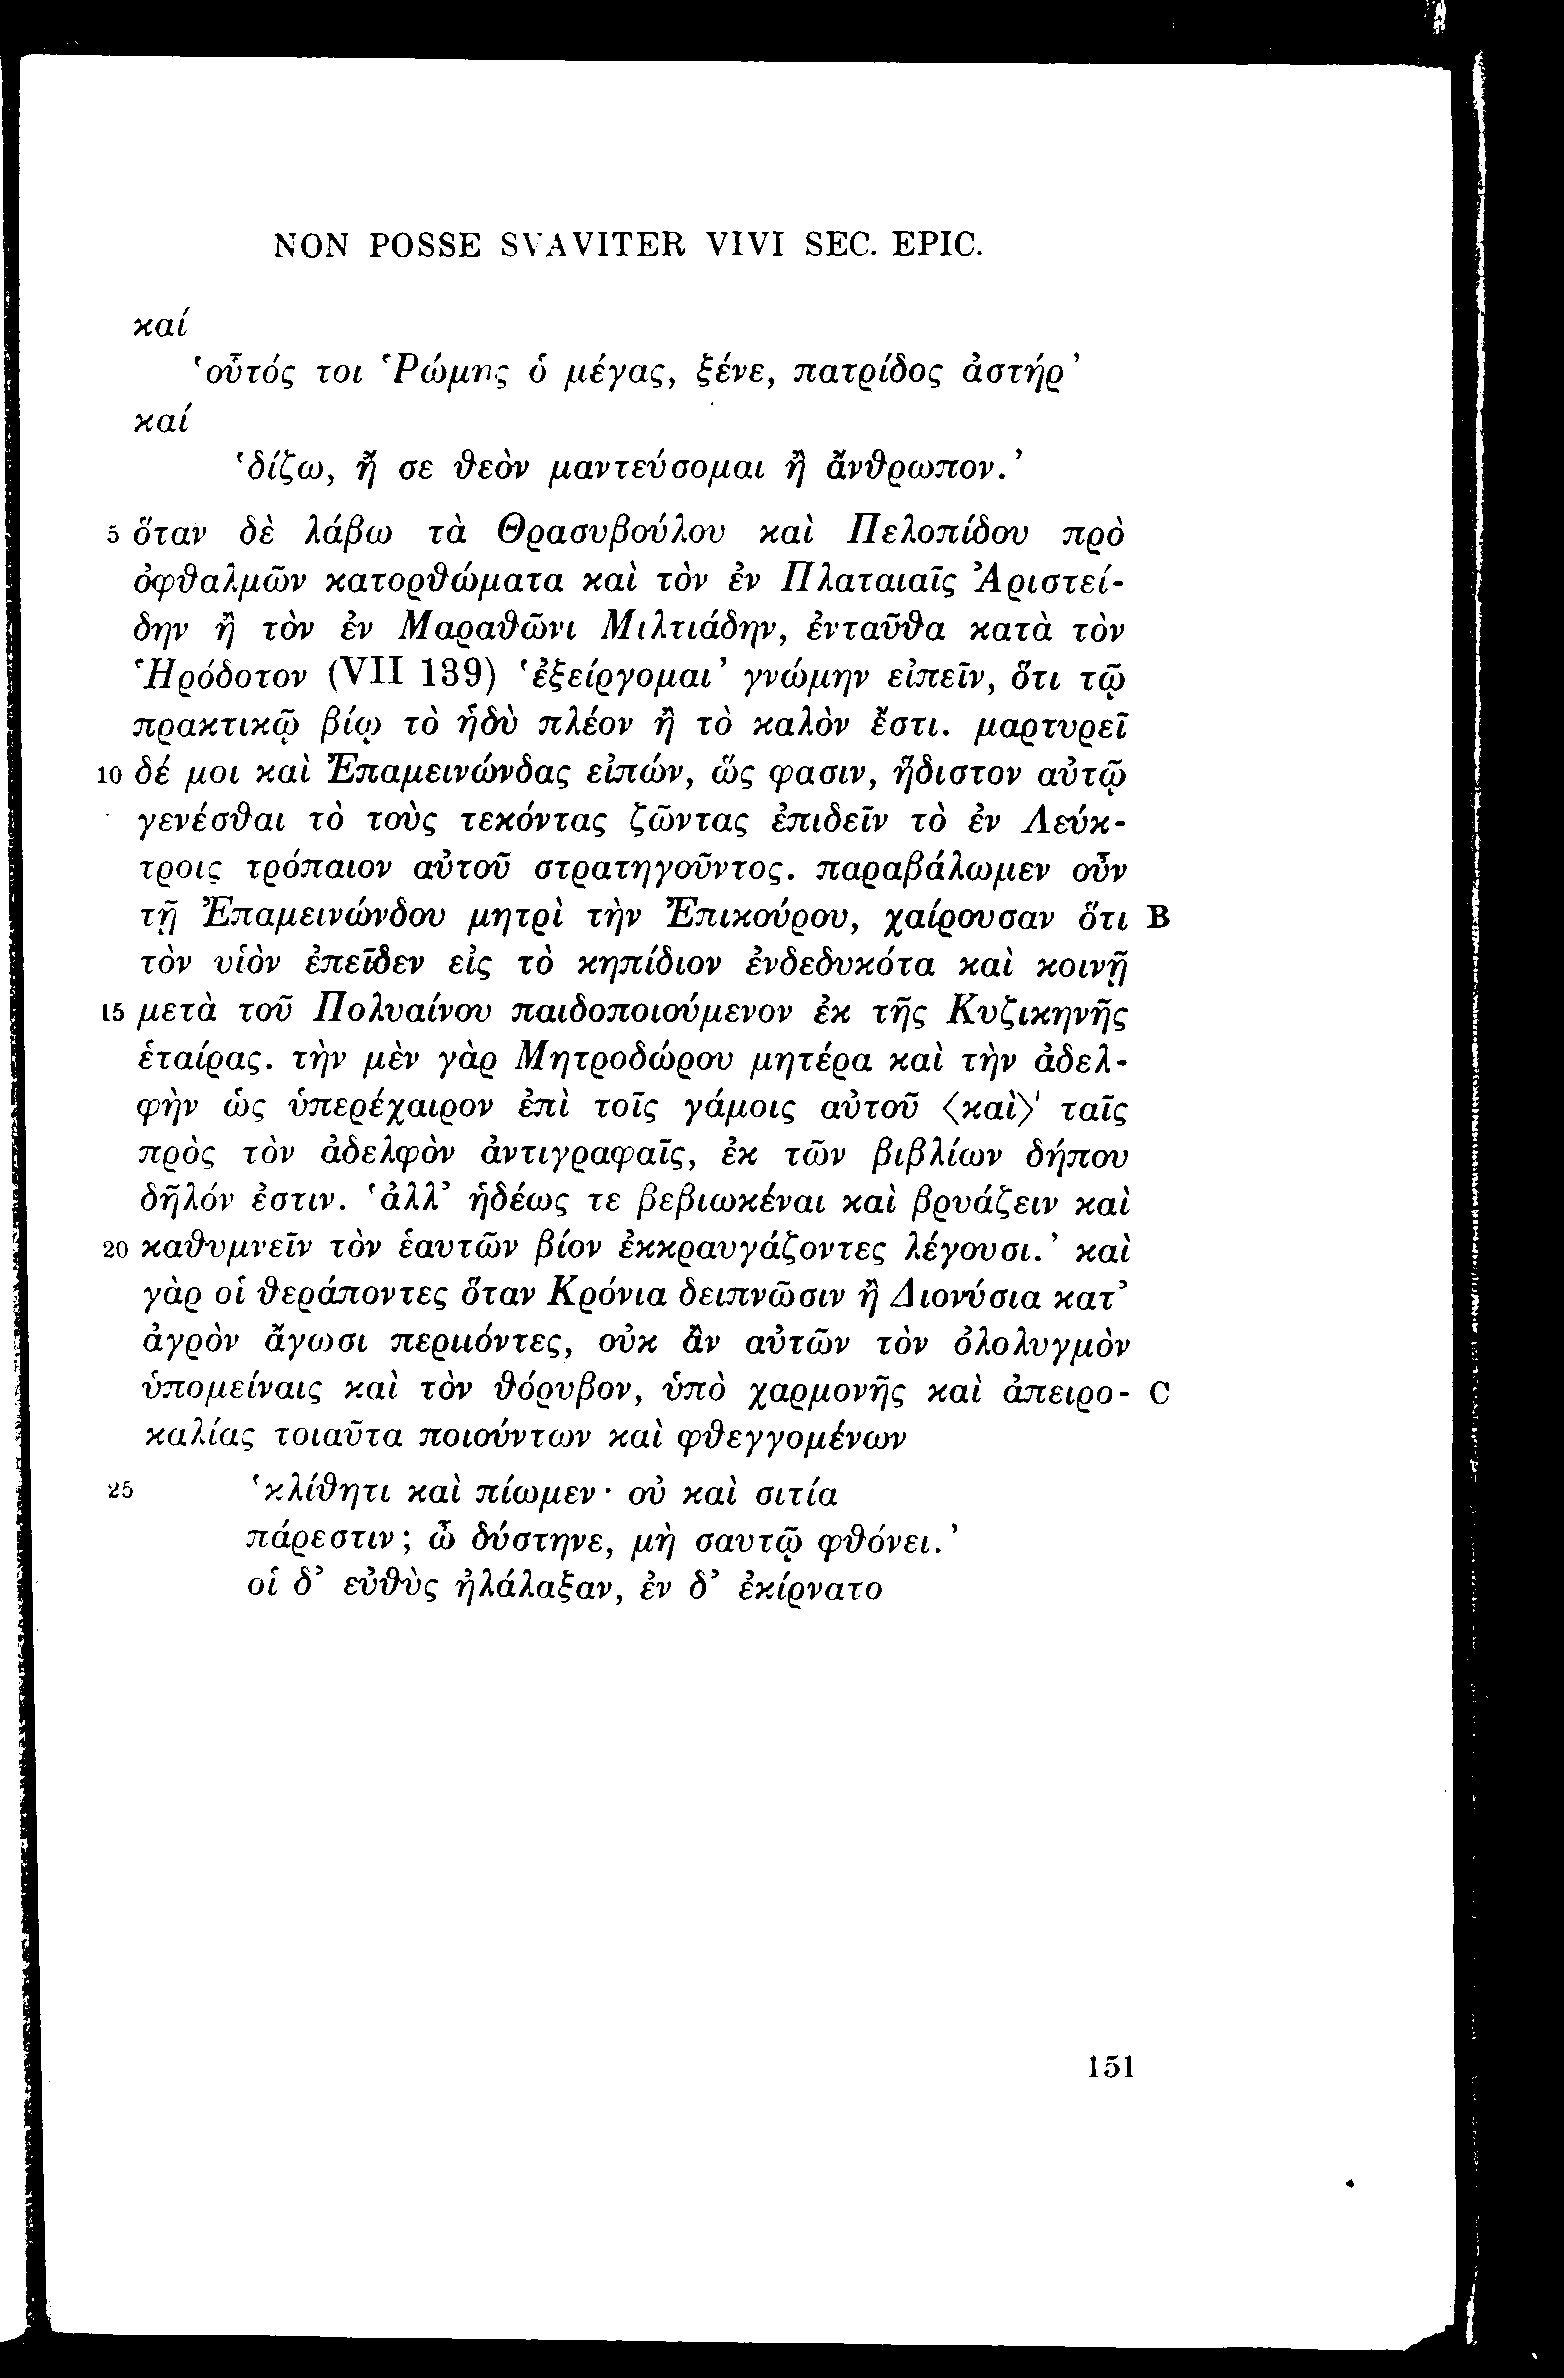 NON POSSE SVAVITER VIVI SEC. EPIC.
καί
‘οὗτός τοι Ῥώμης ὁ μέγας, ξένε, πατρίδος ἀστήρ’
καί
‘δίζω, ἤ σε θεὸν μαντεύσομαι ἢ ἄνθρωπον.’
5 ὅταν δὲ λάβω τὰ Θρασυβούλου καὶ Πελοπίδου πρὸ
ὀφθαλμῶν κατορθώματα καὶ τὸν ἐν Πλαταιαῖς Ἀριστεί-
δην ἢ τὸν ἐν Μαραθῶνι Μιλτιάδην, ἐνταῦθα κατὰ τὸν
Ἡρόδοτον (VII 139) ‘ἐξείργομαι’ γνώμην εἰπεῖν, ὅτι τῷ
πρακτικῷ βίῳ τὸ ἡδὺ πλέον ἢ τὸ καλὸν ἔστι. μαρτυρεῖ
10 δέ μοι καὶ Ἐπαμεινώνδας εἰπών, ὥς φασιν, ἥδιστον αὐτῷ
γενέσθαι τὸ τοὺς τεκόντας ζῶντας ἐπιδεῖν τὸ ἐν Λεύκ-
τροις τρόπαιον αὐτοῦ στρατηγοῦντος. παραβάλωμεν οὖν
τῇ Ἐπαμεινώνδου μητρὶ τὴν Ἐπικούρου, χαίρουσαν ὅτι B
τὸν υἱὸν ἐπεῖδεν εἰς τὸ κηπίδιον ἐνδεδυκότα καὶ κοινῇ
15 μετὰ τοῦ Πολυαίνου παιδοποιούμενον ἐκ τῆς Κυζικηνῆς
ἑταίρας. τὴν μὲν γὰρ Μητροδώρου μητέρα καὶ τὴν ἀδελ-
φὴν ὡς ὑπερέχαιρον ἐπὶ τοῖς γάμοις αὐτοῦ ⟨καὶ⟩ ταῖς
πρὸς τὸν ἀδελφὸν ἀντιγραφαῖς, ἐκ τῶν βιβλίων δήπου
δῆλόν ἐστιν. ‘ἀλλ’ ἡδέως τε βεβιωκέναι καὶ βρυάζειν καὶ
20 καθυμνεῖν τὸν ἑαυτῶν βίον ἐκκραυγάζοντες λέγουσι.’ καὶ
γὰρ οἱ θεράποντες ὅταν Κρόνια δειπνῶσιν ἢ Διονύσια κατ’
ἀγρὸν ἄγωσι περιιόντες, οὐκ ἂν αὐτῶν τὸν ὀλολυγμὸν
ὑπομείναις καὶ τὸν θόρυβον, ὑπὸ χαρμονῆς καὶ ἀπειρο- C
καλίας τοιαῦτα ποιούντων καὶ φθεγγομένων
25 ‘κλίθητι καὶ πίωμεν· οὐ καὶ σιτία
πάρεστιν; ὦ δύστηνε, μὴ σαυτῷ φθόνει.’
οἱ δ’ εὐθὺς ἠλάλαξαν, ἐν δ’ ἐκίρνατο
151